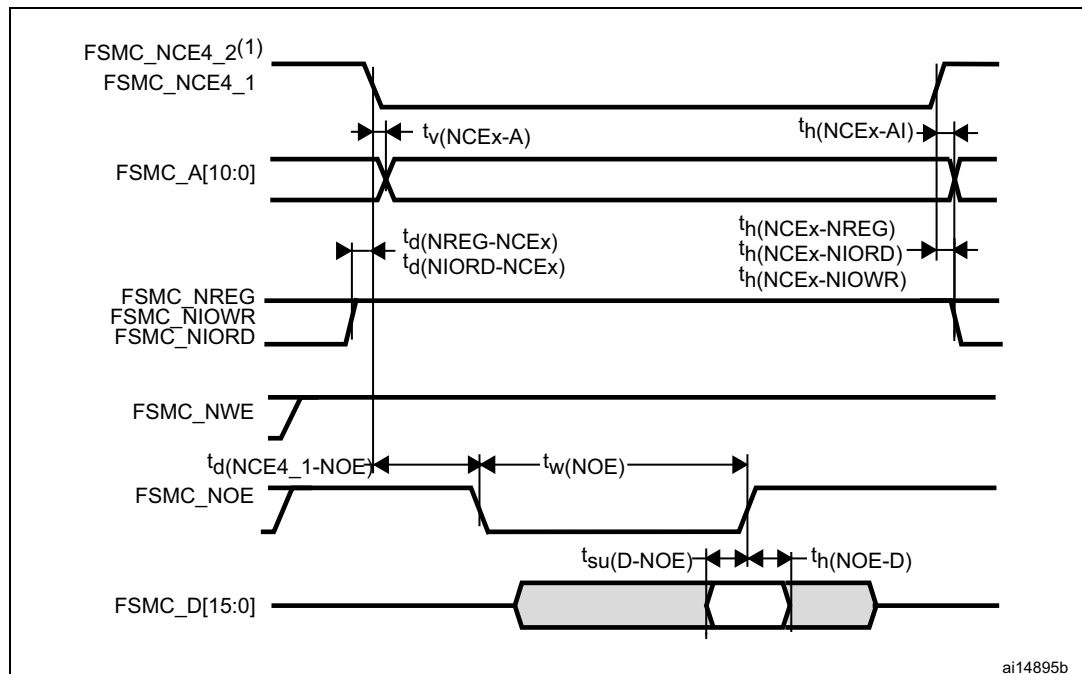 FSMC_NCE4_2(1)
FSMC_NCE4_1
tv(NCEx-A)
th(NCEx-AI)
FSMC_A[10:0]
td(NREG-NCEx)
td(NIORD-NCEx)
th(NCEx-NREG)
th(NCEx-NIORD)
th(NCEx-NIOWR)
FSMC_NREG
FSMC_NIOWR
FSMC_NIORD
FSMC_NWE
td(NCE4_1-NOE)
tw(NOE)
FSMC_NOE
tsu(D-NOE)
th(NOE-D)
FSMC_D[15:0]
ai14895b